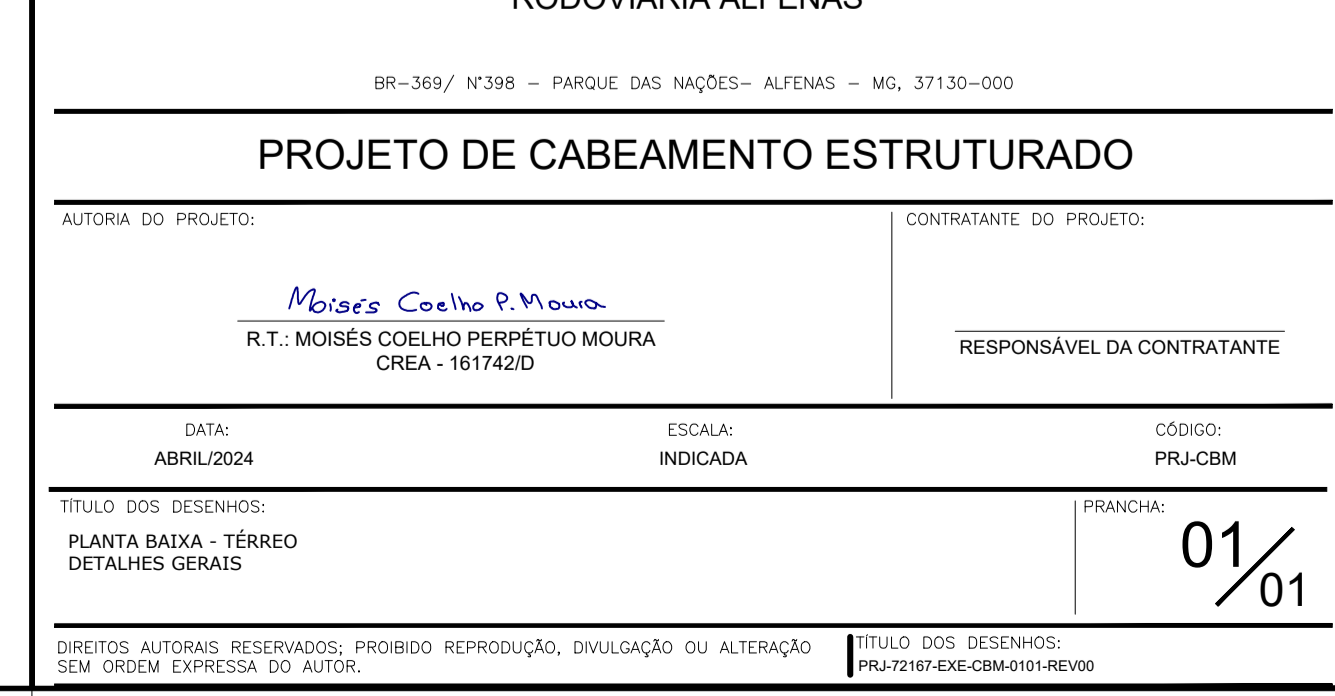 RODOVIÁRIA ALFENAS
BR-369/ N°398 - PARQUE DAS NAÇÕES- ALFENAS - MG, 37130-000
PROJETO DE CABEAMENTO ESTRUTURADO
AUTORIA DO PROJETO:
Moisés Coelho P. Moura
R.T.: MOISÉS COELHO PERPÉTUO MOURA
CREA - 161742/D
CONTRATANTE DO PROJETO:
RESPONSÁVEL DA CONTRATANTE
DATA:
ABRIL/2024
ESCALA:
INDICADA
CÓDIGO:
PRJ-CBM
TÍTULO DOS DESENHOS:
PLANTA BAIXA - TÉRREO
DETALHES GERAIS
PRANCHA:
01/01
DIREITOS AUTORAIS RESERVADOS; PROIBIDO REPRODUÇÃO, DIVULGAÇÃO OU ALTERAÇÃO
SEM ORDEM EXPRESSA DO AUTOR.
TÍTULO DOS DESENHOS:
PRJ-72167-EXE-CBM-0101-REV00